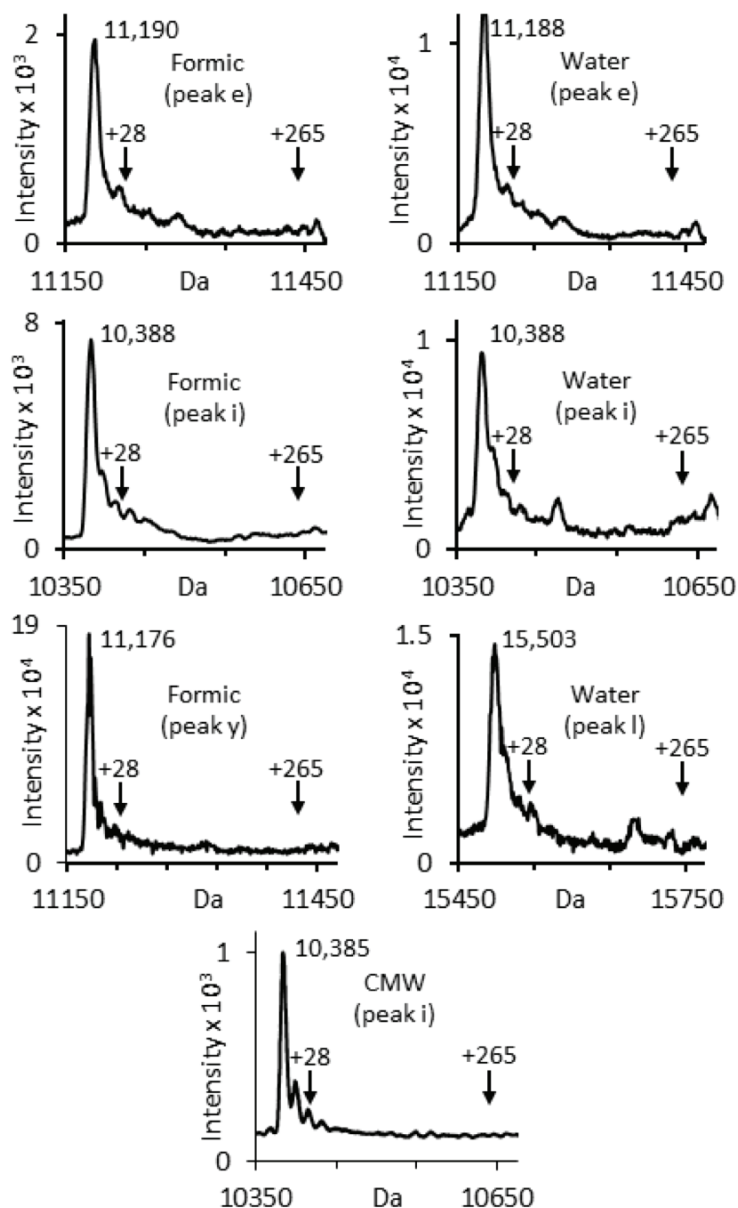 Intensity x 10³
2
0
11,190
Formic
(peak e)
+28
+265
11150
Da
11450
Intensity x 10⁴
1
0
11,188
Water
(peak e)
+28
+265
11150
Da
11450
Intensity x 10³
8
0
10,388
Formic
(peak i)
+28
+265
10350
Da
10650
Intensity x 10⁴
1
0
10,388
Water
(peak i)
+28
+265
10350
Da
10650
Intensity x 10⁴
19
0
11,176
Formic
(peak y)
+28
+265
11150
Da
11450
Intensity x 10⁴
1.5
0
15,503
Water
(peak l)
+28
+265
15450
Da
15750
Intensity x 10³
1
0
10,385
CMW
(peak i)
+28
+265
10350
Da
10650